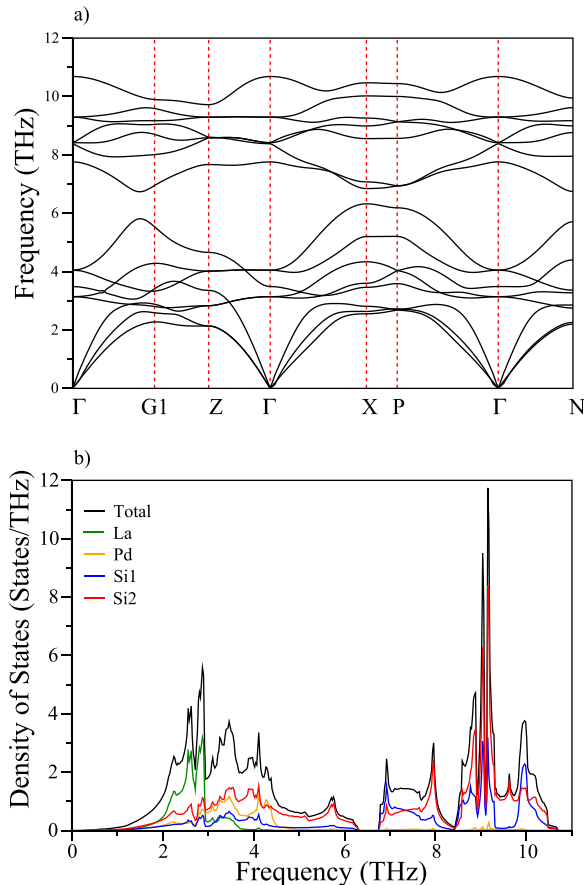 a)
12
10
8
6
4
2
0
Frequency (THz)
Γ G1 Z Γ X P Γ N
b)
12
10
8
6
4
2
0
Density of States (States/THz)
Total
La
Pd
Si1
Si2
0 2 4 6 8 10
Frequency (THz)